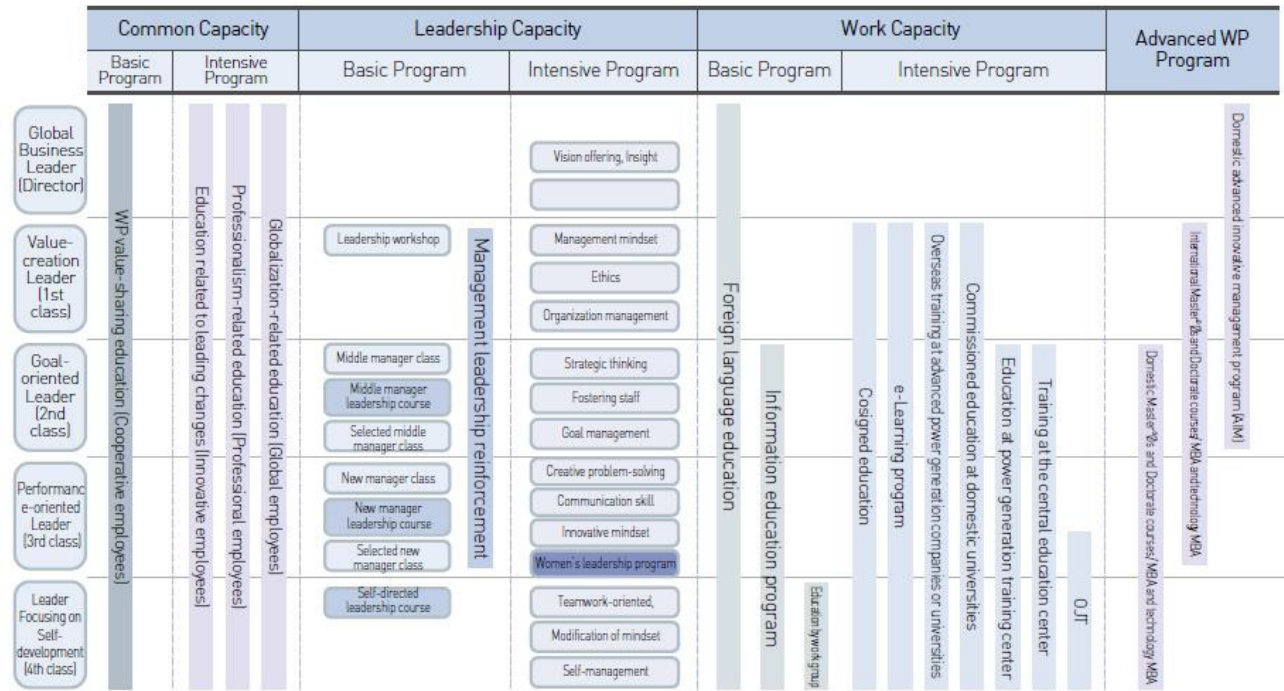 Common Capacity
Leadership Capacity
Work Capacity
Advanced WP
Program
Basic
Program
Intensive
Program
Basic Program
Intensive Program
Basic Program
Intensive Program
Global
Business
Leader
(Director)
Value-
creation
Leader
(1st
class)
Goal-
oriented
Leader
(2nd
class)
Performanc
e-oriented
Leader
(3rd class)
Leader
Focusing on
Self-
development
(4th class)
WP value-sharing education (Cooperative employees)
Education related to leading changes (Innovative employees)
Professionalism-related education (Professional employees)
Globalization-related education (Global employees)
Leadership workshop
Middle manager class
Middle manager
leadership course
Selected middle
manager class
New manager class
New manager
leadership course
Selected new
manager class
Self-directed
leadership course
Management leadership reinforcement
Vision offering, Insight
Management mindset
Ethics
Organization management
Strategic thinking
Fostering staff
Goal management
Creative problem-solving
Communication skill
Innovative mindset
Women's leadership program
Teamwork-oriented,
Modification of mindset
Self-management
Foreign language education
Information education program
Education by work group
Cosigned education
e-Learning program
Overseas training at advanced power generation companies or universities
Commissioned education at domestic universities
Education at power generation training center
Training at the central education center
OJT
Domestic Master and Doctorate courses/ MBA and technology MBA
International Master and Doctorate courses/ MBA and technology MBA
Domestic advanced innovative management program (AIM)